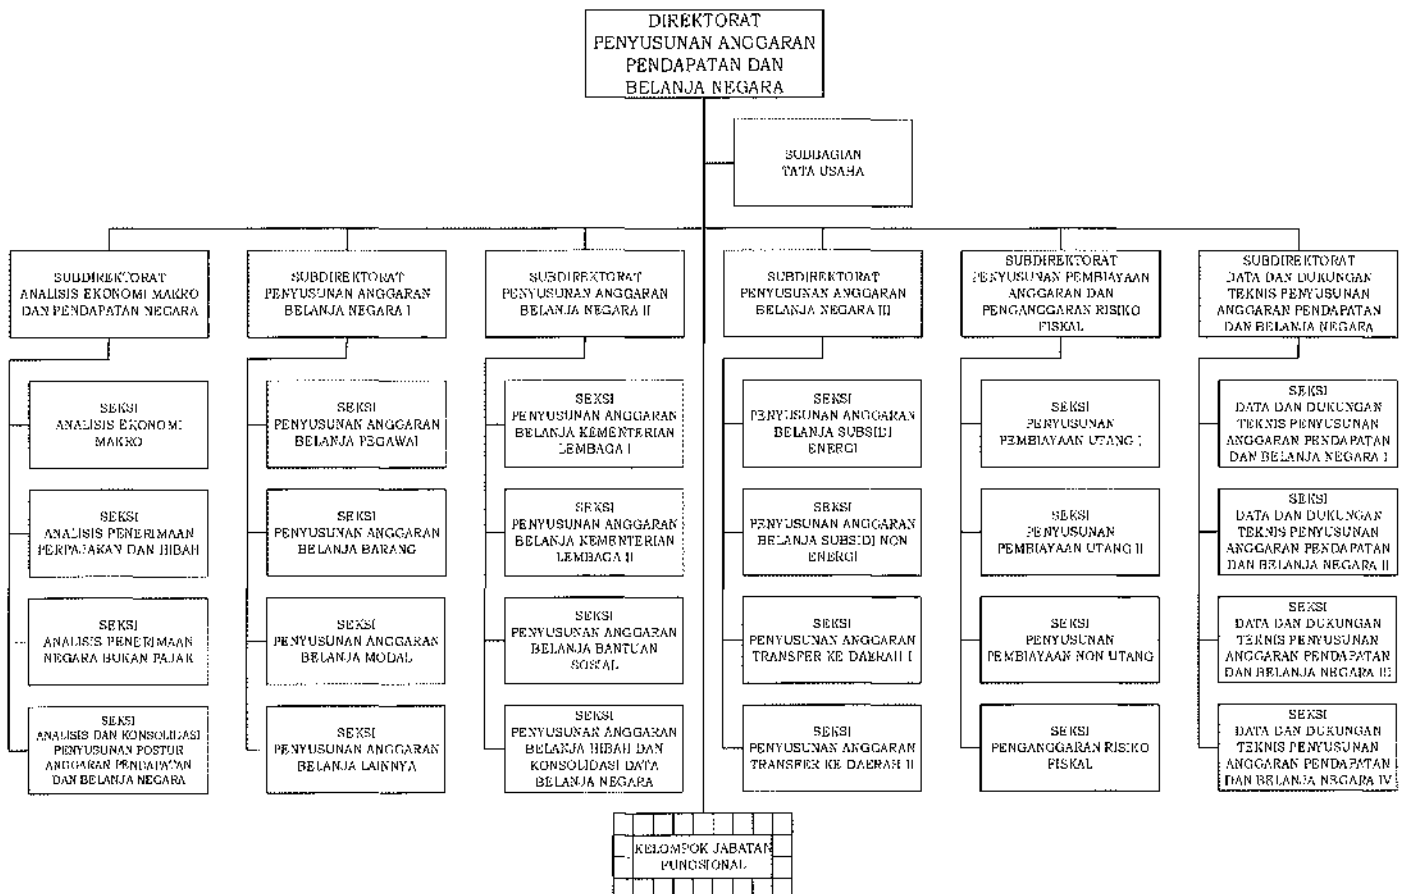 DIREKTORAT
PENYUSUNAN ANGGARAN
PENDAPATAN DAN
BELANJA NEGARA
SUBBAGIAN
TATA USAHA
SUBDIREKTORAT
ANALISIS EKONOMI MAKRO
DAN PENDAPATAN NEGARA
SUBDIREKTORAT
PENYUSUNAN ANGGARAN
BELANJA NEGARA I
SUBDIREKTORAT
PENYUSUNAN ANGGARAN
BELANJA NEGARA II
SUBDIREKTORAT
PENYUSUNAN ANGGARAN
BELANJA NEGARA III
SUBDIREKTORAT
PENYUSUNAN PEMBIAYAAN
ANGGARAN DAN
PENGANGGARAN RISIKO
FISKAL
SUBDIREKTORAT
DATA DAN DUKUNGAN
TEKNIS PENYUSUNAN
ANGGARAN PENDAPATAN
DAN BELANJA NEGARA
SEKSI
ANALISIS EKONOMI
MAKRO
SEKSI
PENYUSUNAN ANGGARAN
BELANJA PEGAWAI
SEKSI
PENYUSUNAN ANGGARAN
BELANJA KEMENTERIAN
LEMBAGA I
SEKSI
PENYUSUNAN ANGGARAN
BELANJA SUBSIDI
ENERGI
SEKSI
PENYUSUNAN
PEMBIAYAAN UTANG I
SEKSI
DATA DAN DUKUNGAN
TEKNIS PENYUSUNAN
ANGGARAN PENDAPATAN
DAN BELANJA NEGARA I
SEKSI
ANALISIS PENERIMAAN
PERPAJAKAN DAN HIBAH
SEKSI
PENYUSUNAN ANGGARAN
BELANJA BARANG
SEKSI
PENYUSUNAN ANGGARAN
BELANJA KEMENTERIAN
LEMBAGA II
SEKSI
PENYUSUNAN ANGGARAN
BELANJA SUBSIDI NON
ENERGI
SEKSI
PENYUSUNAN
PEMBIAYAAN UTANG II
SEKSI
DATA DAN DUKUNGAN
TEKNIS PENYUSUNAN
ANGGARAN PENDAPATAN
DAN BELANJA NEGARA II
SEKSI
ANALISIS PENERIMAAN
NEGARA BUKAN PAJAK
SEKSI
PENYUSUNAN ANGGARAN
BELANJA MODAL
SEKSI
PENYUSUNAN ANGGARAN
BELANJA BANTUAN
SOSIAL
SEKSI
PENYUSUNAN ANGGARAN
TRANSFER KE DAERAH I
SEKSI
PENYUSUNAN
PEMBIAYAAN NON UTANG
SEKSI
DATA DAN DUKUNGAN
TEKNIS PENYUSUNAN
ANGGARAN PENDAPATAN
DAN BELANJA NEGARA III
SEKSI
ANALISIS DAN KONSOLIDASI
PENYUSUNAN POSTUR
ANGGARAN PENDAPATAN
DAN BELANJA NEGARA
SEKSI
PENYUSUNAN ANGGARAN
BELANJA LAINNYA
SEKSI
PENYUSUNAN ANGGARAN
BELANJA HIBAH DAN
KONSOLIDASI DATA
BELANJA NEGARA
SEKSI
PENYUSUNAN ANGGARAN
TRANSFER KE DAERAH II
SEKSI
PENGANGGARAN RISIKO
FISKAL
SEKSI
DATA DAN DUKUNGAN
TEKNIS PENYUSUNAN
ANGGARAN PENDAPATAN
DAN BELANJA NEGARA IV
KELOMPOK JABATAN
FUNGSIONAL